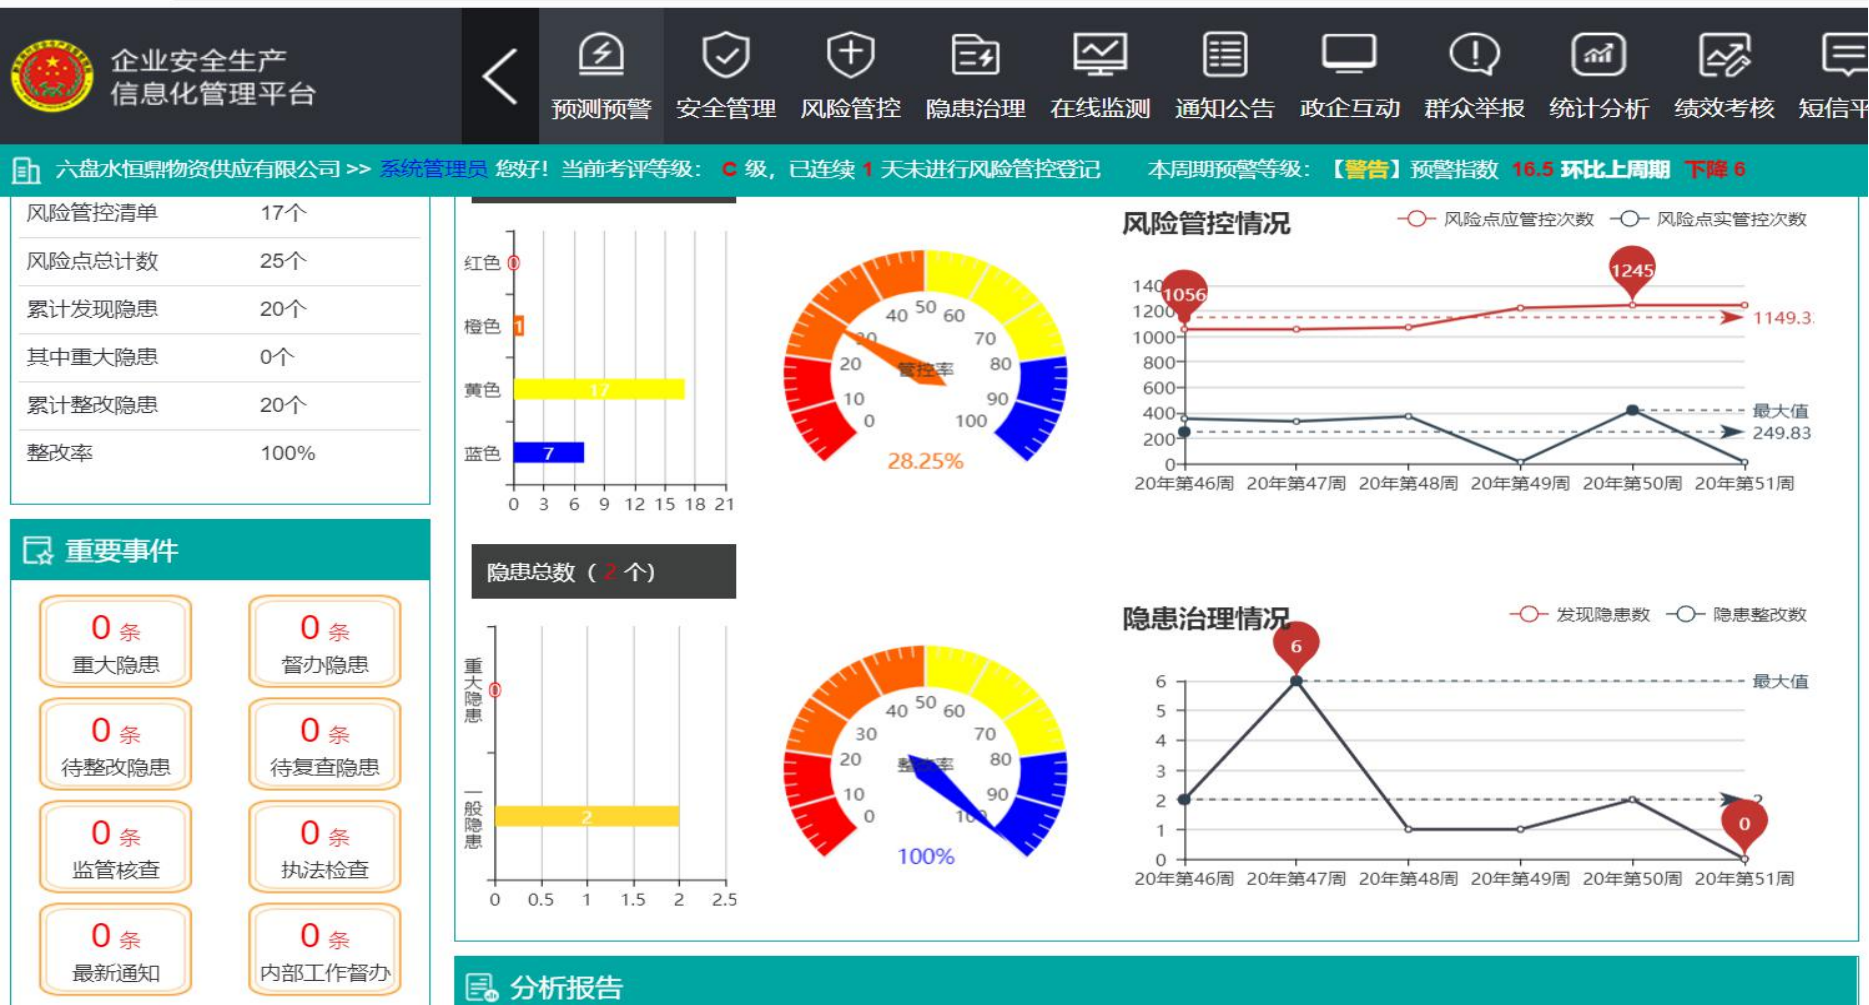 企业安全生产
信息化管理平台
预测预警 安全管理 风险管控 隐患治理 在线监测 通知公告 政企互动 群众举报 统计分析 绩效考核 短信平
六盘水恒鼎物资供应有限公司 >> 系统管理员 您好! 当前考评等级: C 级, 已连续 1 天未进行风险管控登记 本周期预警等级: 【警告】预警指数 16.5 环比上周期 下降 6
风险管控清单 17个
风险点总计数 25个
累计发现隐患 20个
其中重大隐患 0个
累计整改隐患 20个
整改率 100%
重要事件
0 条 0 条
重大隐患 督办隐患
0 条 0 条
待整改隐患 待复查隐患
0 条 0 条
监管核查 执法检查
0 条 0 条
最新通知 内部工作督办
红色 0
橙色 1
黄色 17
蓝色 7
0 3 6 9 12 15 18 21
0 10 20 30 40 50 60 70 80 90 100
管控率
28.25%
风险管控情况
风险点应管控次数 风险点实管控次数
1056
1245
1200
1000
800
600
400
200
0
1149.3
最大值
249.83
20年第46周 20年第47周 20年第48周 20年第49周 20年第50周 20年第51周
隐患总数 ( 2 个)
重大隐患 0
一般隐患 2
0 0.5 1 1.5 2 2.5
0 10 20 30 40 50 60 70 80 90
100%
隐患治理情况
发现隐患数 隐患整改数
6
6
5
4
3
2
1
0
最大值
2
0
20年第46周 20年第47周 20年第48周 20年第49周 20年第50周 20年第51周
分析报告